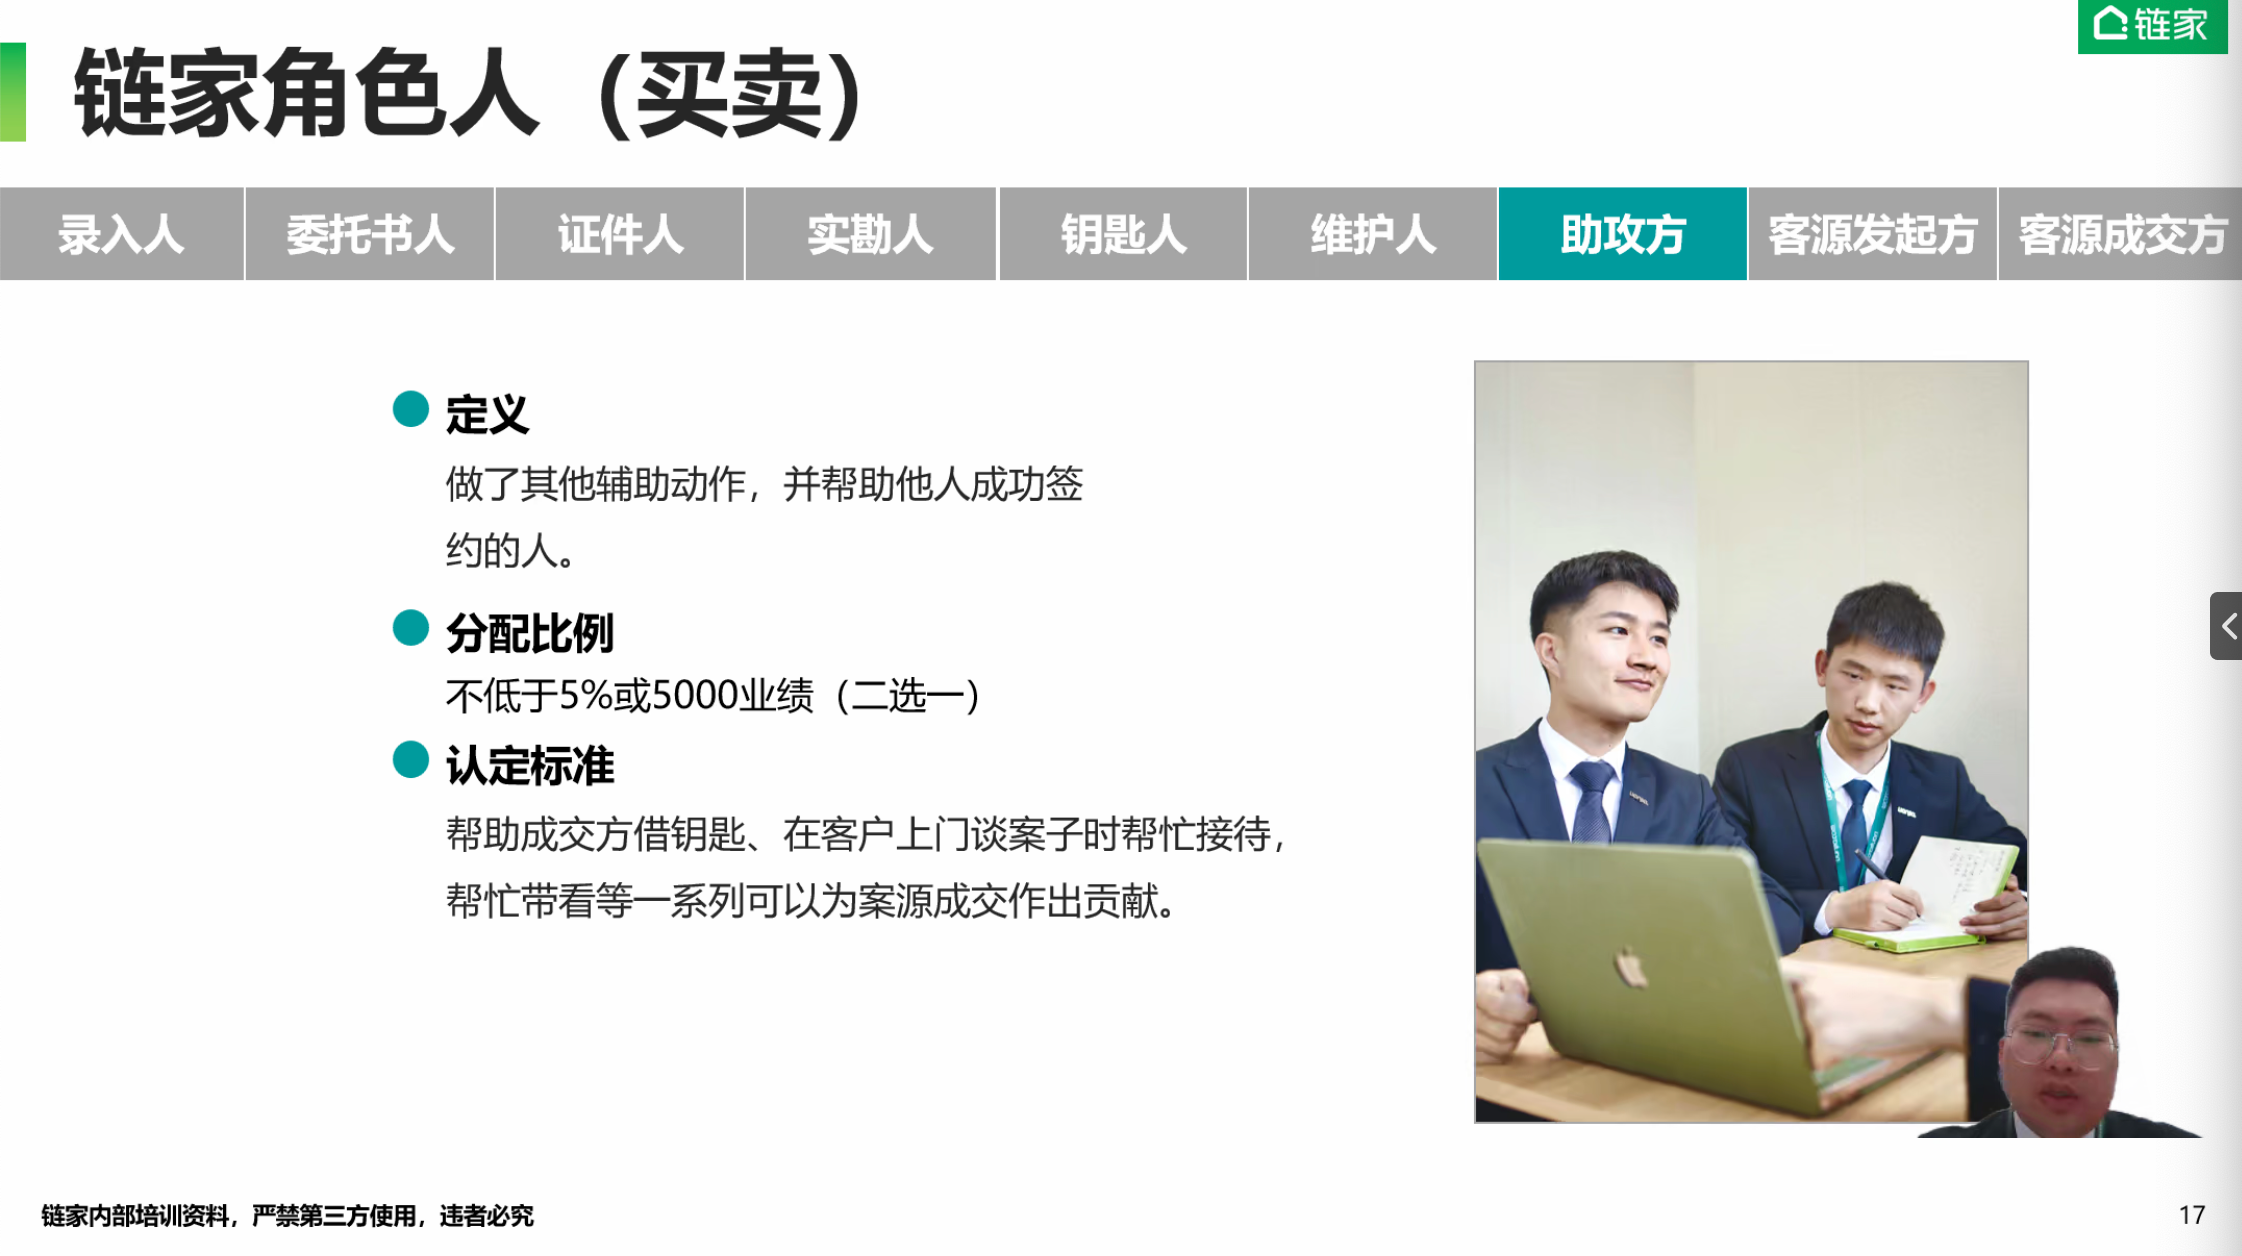 链家
链家角色人（买卖）
录入人
委托书人
证件人
实勘人
钥匙人
维护人
助攻方
客源发起方
客源成交方
定义
做了其他辅助动作，并帮助他人成功签
约的人。
分配比例
不低于5%或5000业绩（二选一）
认定标准
帮助成交方借钥匙、在客户上门谈案子时帮忙接待，
帮忙带看等一系列可以为案源成交作出贡献。
链家内部培训资料，严禁第三方使用，违者必究
17